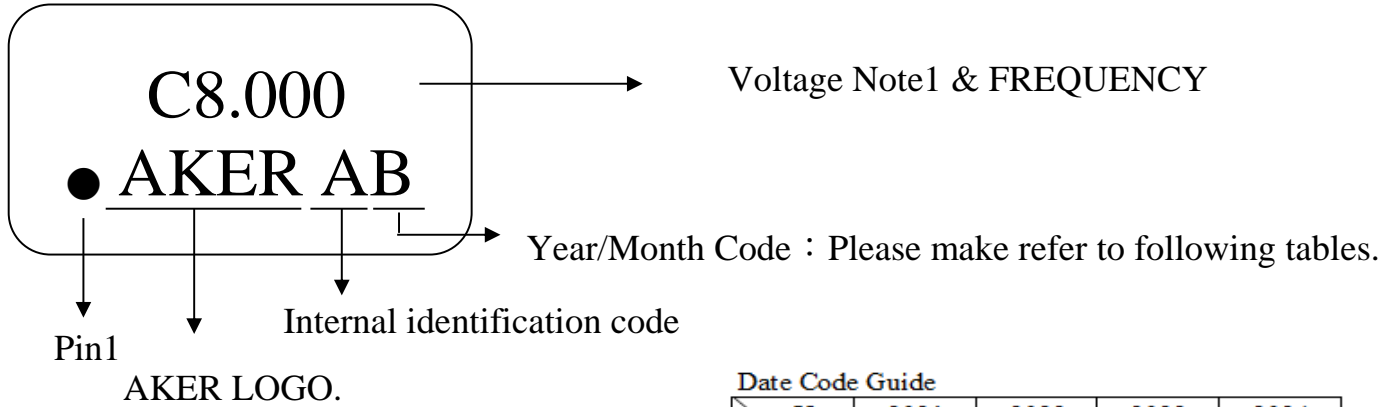 C8.000
Voltage Note1 & FREQUENCY
● AKER AB
Year/Month Code：Please make refer to following tables.
Internal identification code
Pin1
AKER LOGO.
Date Code Guide